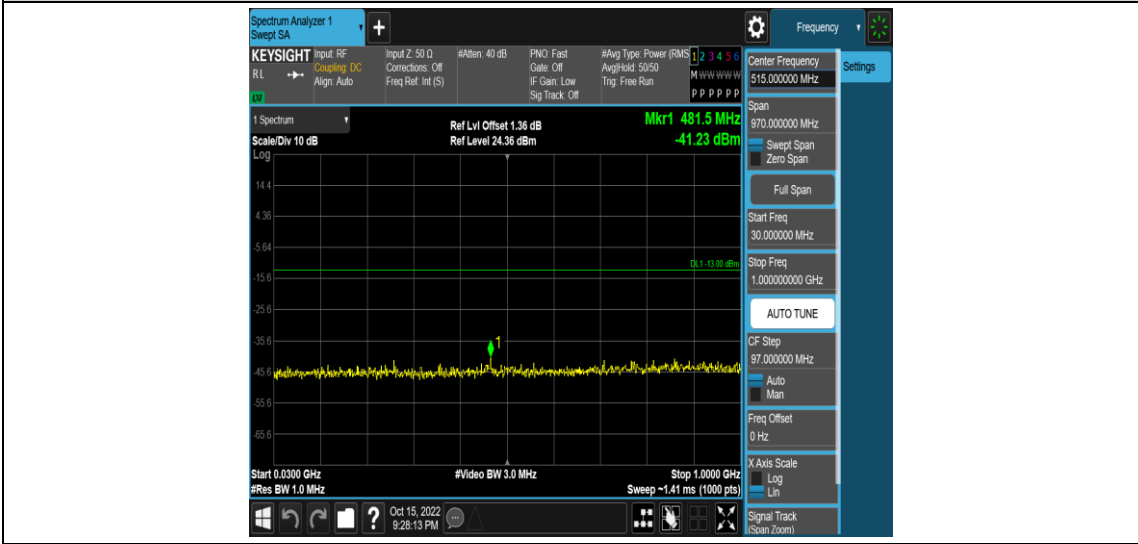 Spectrum Analyzer 1
Swept SA
+
Frequency
KEYSIGHT
RL
LM
Input: RF
Coupling: DC
Align: Auto
Input Z: 50 Ω
Corrections: Off
Freq Ref: Int (S)
#Atten: 40 dB
PNO: Fast
Gate: Off
IF Gain: Low
Sig Track: Off
#Avg Type: Power (RMS
Avg|Hold: 50/50
Trig: Free Run
1 2 3 4 5 6
M W W W W W
P P P P P P
1 Spectrum
Scale/Div 10 dB
Ref Lvl Offset 1.36 dB
Ref Level 24.36 dBm
Mkr1 481.5 MHz
-41.23 dBm
Log
14.4
4.36
-5.64
DL1 -13.00 dBm
-15.6
-25.6
-35.6
1
-45.6
-55.6
-65.6
Start 0.0300 GHz
#Video BW 3.0 MHz
Stop 1.0000 GHz
#Res BW 1.0 MHz
Sweep ~1.41 ms (1000 pts)
?
Oct 15, 2022
9:28:13 PM
Center Frequency
515.000000 MHz
Settings
Span
970.000000 MHz
Swept Span
Zero Span
Full Span
Start Freq
30.000000 MHz
Stop Freq
1.000000000 GHz
AUTO TUNE
CF Step
97.000000 MHz
Auto
Man
Freq Offset
0 Hz
X Axis Scale
Log
Lin
Signal Track
(Span Zoom)